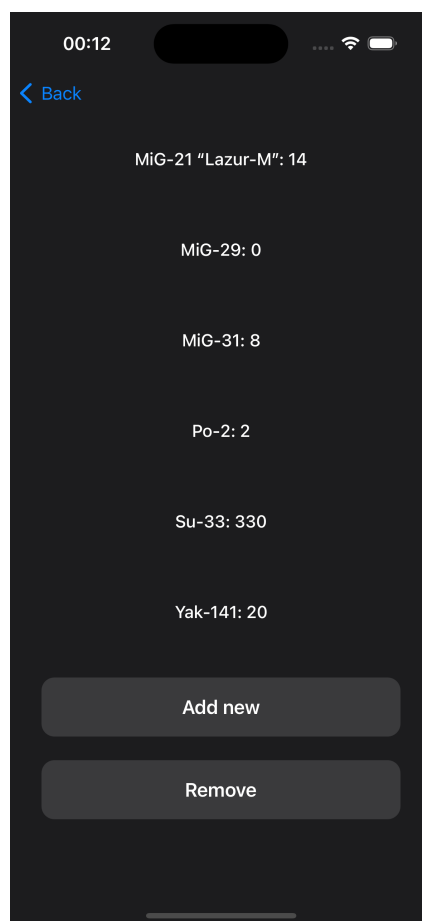 00:12
Back
MiG-21 “Lazur-M”: 14
MiG-29: 0
MiG-31: 8
Po-2: 2
Su-33: 330
Yak-141: 20
Add new
Remove